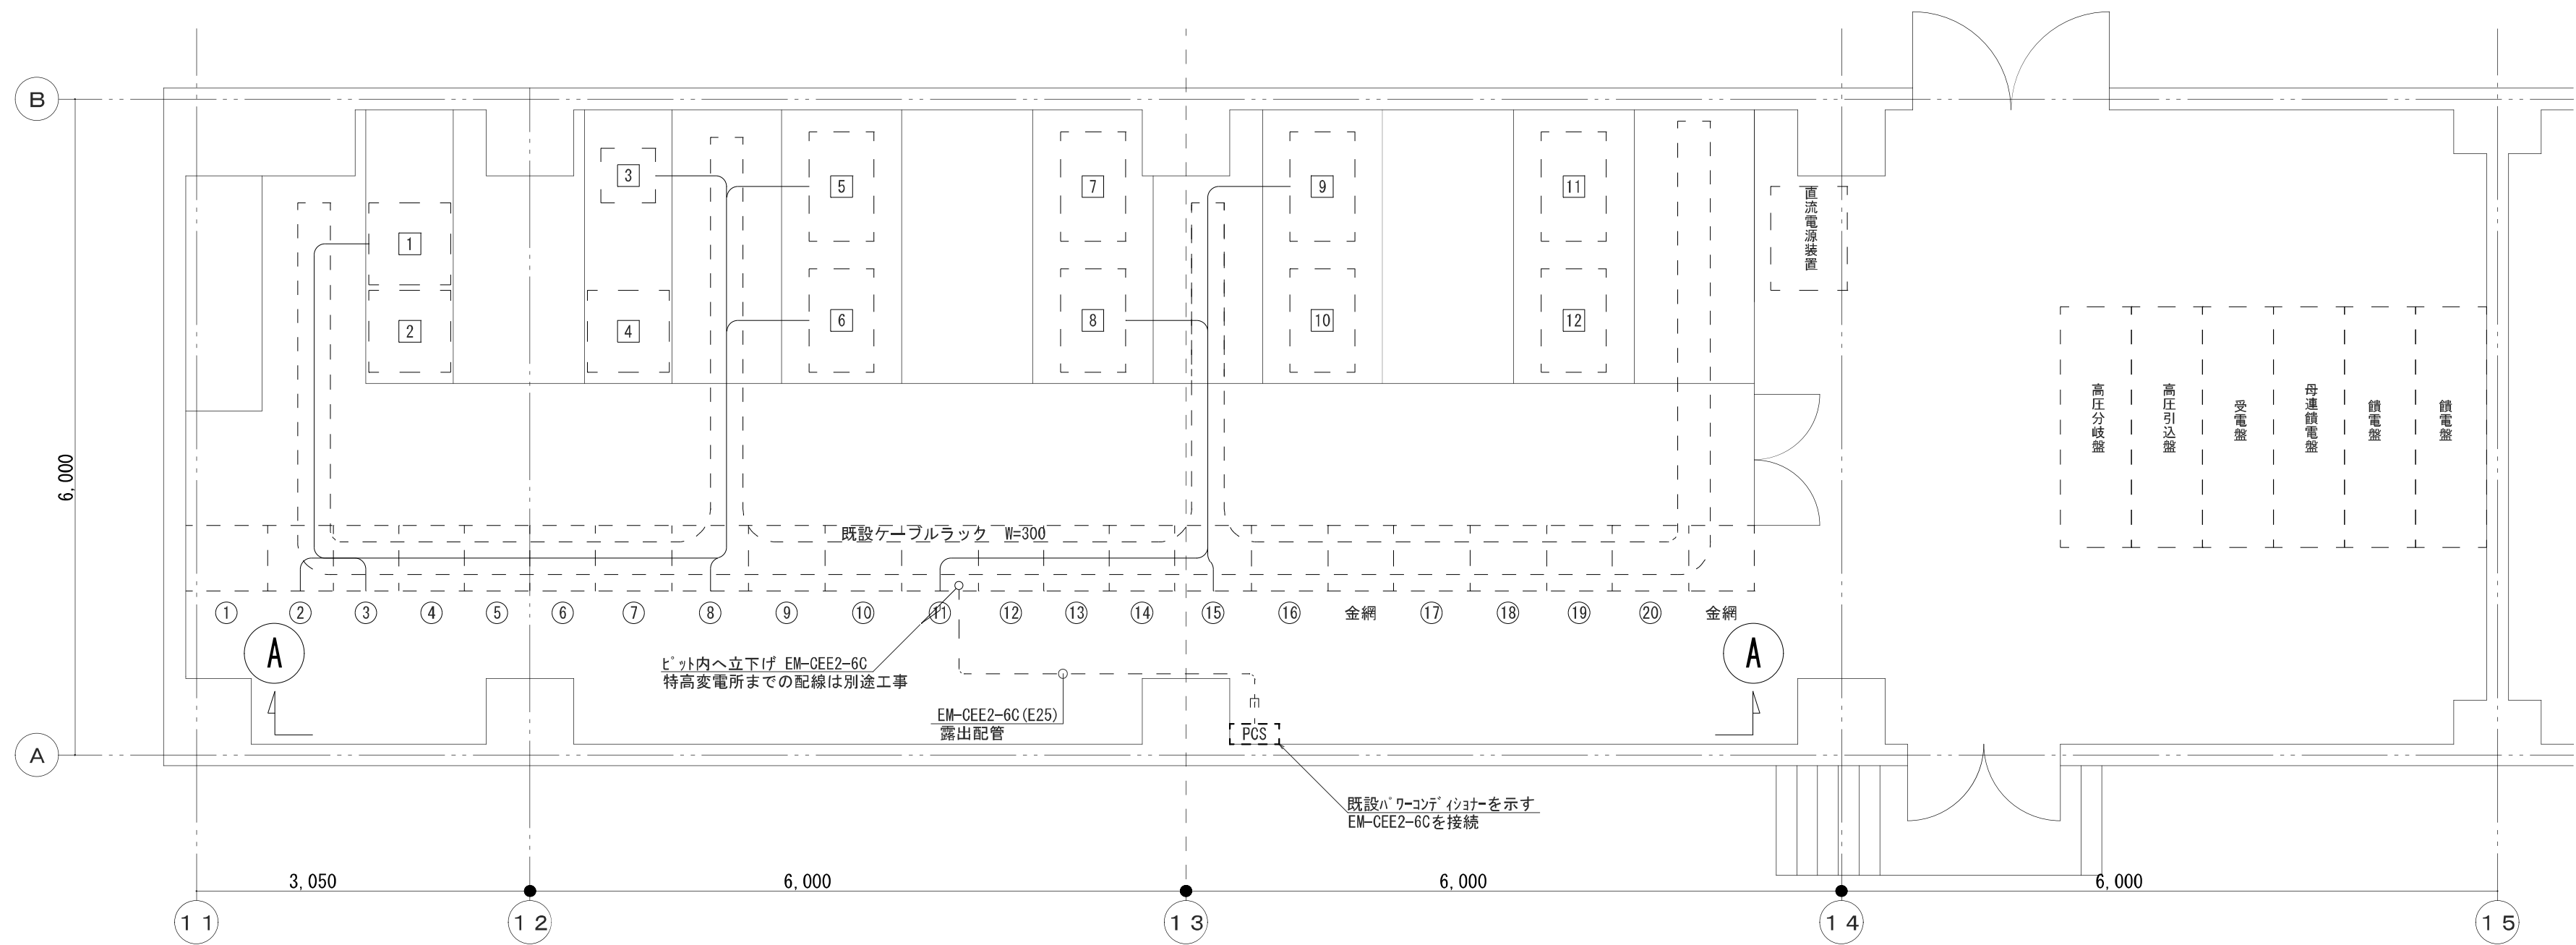 B
3
5
7
9
11
1
2
4
6
8
10
12
直流電源装置
高圧分岐盤
高圧引込盤
受電盤
母連饋電盤
饋電盤
饋電盤
6,000
既設ケーブルラック W=300
① ② ③ ④ ⑤ ⑥ ⑦ ⑧ ⑨ ⑩ ⑪ ⑫ ⑬ ⑭ ⑮ ⑯ 金網 ⑰ ⑱ ⑲ ⑳ 金網
A
A
ﾋﾟｯﾄ内へ立下げ EM-CEE2-6C
特高変電所までの配線は別途工事
EM-CEE2-6C(E25)
露出配管
PCS
A
既設ﾊﾟﾜｰｺﾝﾃﾞｨｼｮﾅｰを示す
EM-CEE2-6Cを接続
3,050
6,000
6,000
6,000
11
12
13
14
15